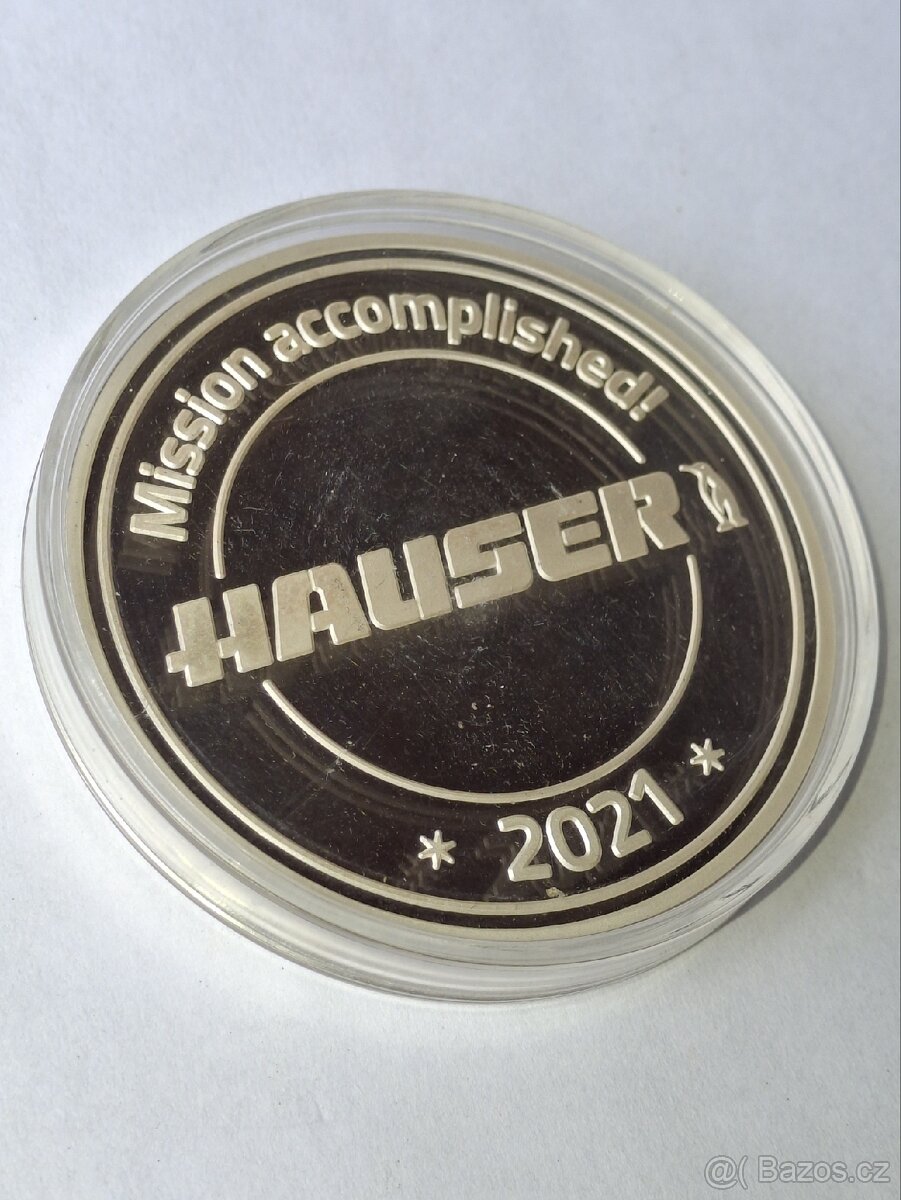 Mission accomplished!
HAUSER
* 2021 *
@( Bazos.cz